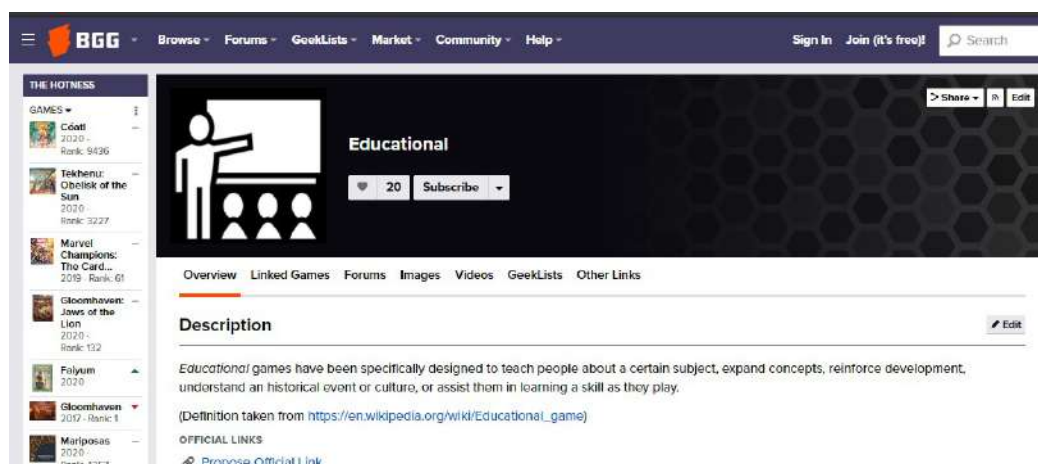 BGG
Browse Forums GeekLists Market Community Help Sign In Join (it's free)! Search
THE HOTNESS
GAMES
Cóatl
2020 -
Rank: 9436
Tekhenu:
Obelisk of the
Sun
2020 -
Rank: 3227
Marvel
Champions:
The Card...
2019 - Rank: 61
Gloomhaven:
Jaws of the
Lion
2020 -
Rank: 132
Faiyum
2020
Gloomhaven
2017 - Rank: 1
Mariposas
2020 -
Share Edit
Educational
20 Subscribe
Overview Linked Games Forums Images Videos GeekLists Other Links
Description Edit
Educational games have been specifically designed to teach people about a certain subject, expand concepts, reinforce development,
understand an historical event or culture, or assist them in learning a skill as they play.
(Definition taken from https://en.wikipedia.org/wiki/Educational_game)
OFFICIAL LINKS
Propose Official Link